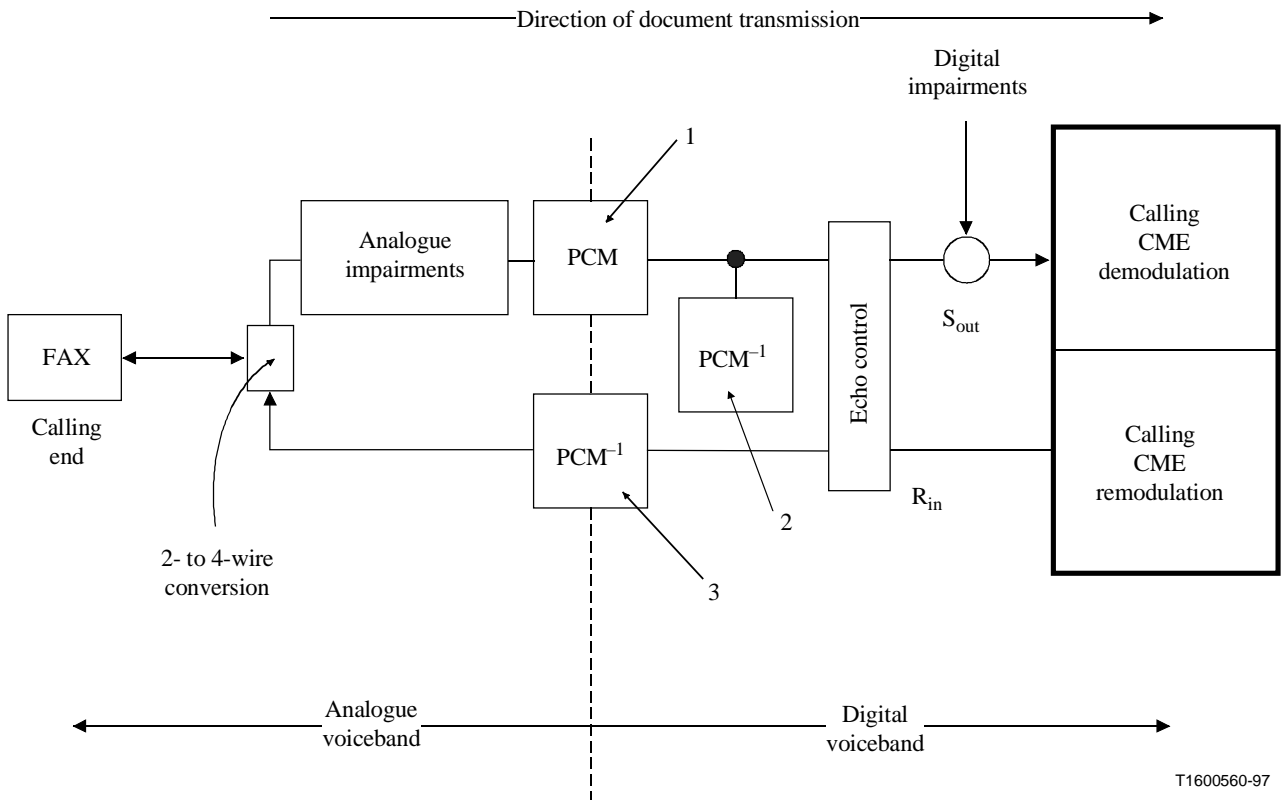 Direction of document transmission
Digital
impairments
1
Analogue
impairments
PCM
Calling
CME
demodulation
S_out
FAX
PCM⁻¹
Echo control
Calling
end
PCM⁻¹
Calling
CME
remodulation
R_in
2
2- to 4-wire
conversion
3
Analogue
voiceband
Digital
voiceband
T1600560-97